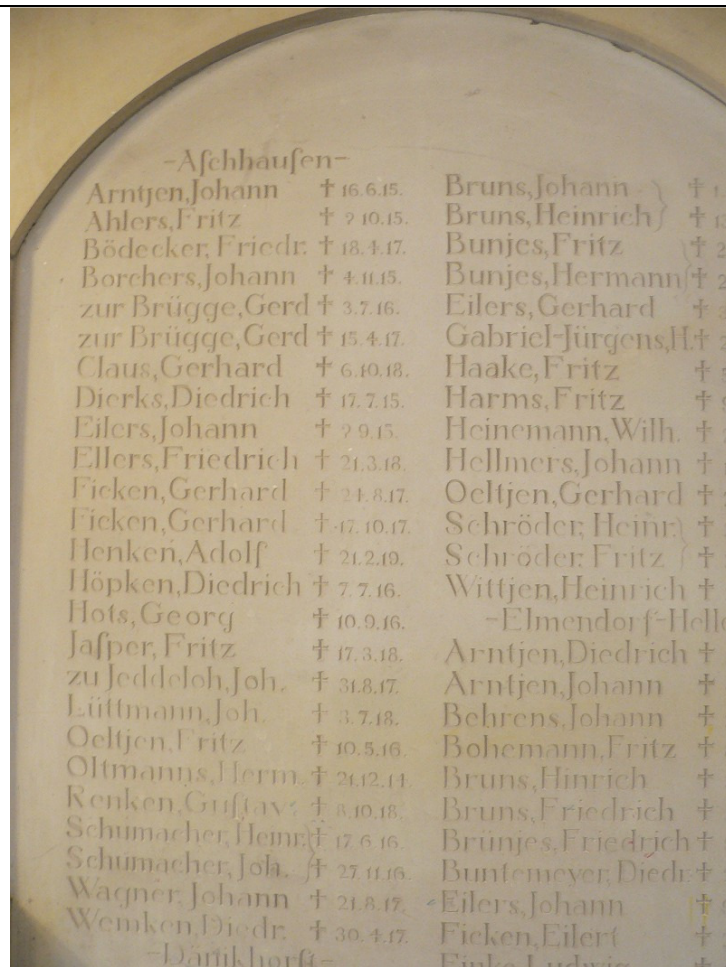 -Aſchhauſen-
Arntjen,Johann † 16.6.15.
Ahlers,Fritz † ? 10.15.
Bödecker, Friedr. † 18.4.17.
Borchers,Johann † 4.11.15.
zur Brügge,Gerd † 3.7.16.
zur Brügge,Gerd † 15.4.17.
Claus,Gerhard † 6.10.18.
Dierks,Diedrich † 17.7.15.
Eilers,Johann † ? 9.15.
Ellers,Friedrich † 21.3.18.
Ficken,Gerhard † 24.8.17.
Ficken,Gerhard † 17.10.17.
Henken,Adolf † 21.2.19.
Höpken,Diedrich † 7.7.16.
Hots,Georg † 10.9.16.
Jaſper,Fritz † 17.3.18.
zu Jeddeloh,Joh. † 31.8.17.
Lüttmann,Joh. † 3.7.18.
Oeltjen,Fritz † 10.5.16.
Oltmanns,Herm. † 21.12.14.
Renken,Guſtav † 8.10.18.
Schumacher,Heinr. † 17.6.16.
Schumacher,Joh. † 27.11.16.
Wagner,Johann † 21.8.17.
Wemken,Diedr. † 30.4.17.
-Dänikhorſt-
Bruns,Johann †
Bruns,Heinrich †
Bunjes,Fritz †
Bunjes,Hermann †
Eilers,Gerhard †
Gabriel-Jürgens,H. †
Haake,Fritz †
Harms,Fritz †
Heinemann,Wilh. †
Hellmers,Johann †
Oeltjen,Gerhard †
Schröder,Heinr. †
Schröder.Fritz †
Wittjen,Heinrich †
-Elmendorf-Helle
Arntjen,Diedrich †
Arntjen,Johann †
Behrens,Johann †
Bohemann,Fritz †
Bruns,Hinrich †
Bruns,Friedrich †
Brünjes,Friedrich †
Buntemeyer,Diedr. †
Eilers,Johann †
Ficken,Eilert †
Finke,Ludwig †